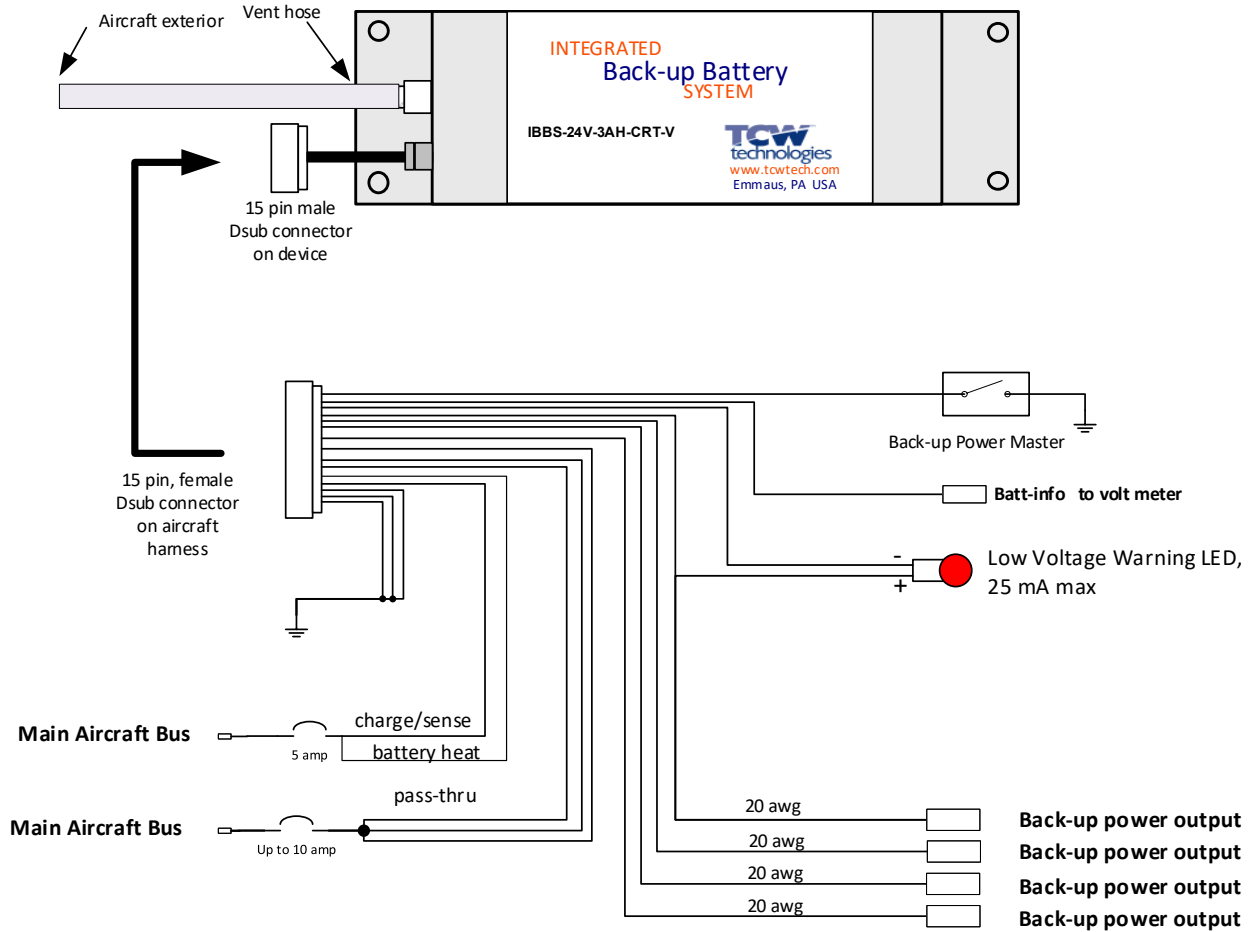 Aircraft exterior
Vent hose
INTEGRATED
Back-up Battery
SYSTEM
IBBS-24V-3AH-CRT-V
TCW
technologies
www.tcwtech.com
Emmaus, PA USA
15 pin male
Dsub connector
on device
15 pin, female
Dsub connector
on aircraft
harness
Back-up Power Master
Batt-info to volt meter
-
+
Low Voltage Warning LED,
25 mA max
Main Aircraft Bus
5 amp
charge/sense
battery heat
Main Aircraft Bus
Up to 10 amp
pass-thru
20 awg
Back-up power output
20 awg
Back-up power output
20 awg
Back-up power output
20 awg
Back-up power output